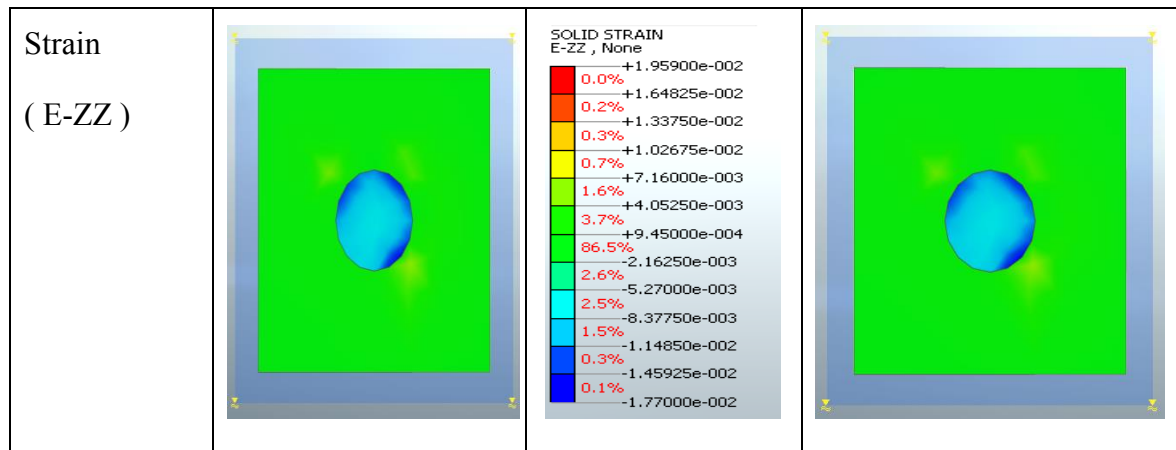 Strain
( E-ZZ )
SOLID STRAIN
E-ZZ , None
+1.95900e-002
0.0%
+1.64825e-002
0.2%
+1.33750e-002
0.3%
+1.02675e-002
0.7%
+7.16000e-003
1.6%
+4.05250e-003
3.7%
+9.45000e-004
86.5%
-2.16250e-003
2.6%
-5.27000e-003
2.5%
-8.37750e-003
1.5%
-1.14850e-002
0.3%
-1.45925e-002
0.1%
-1.77000e-002